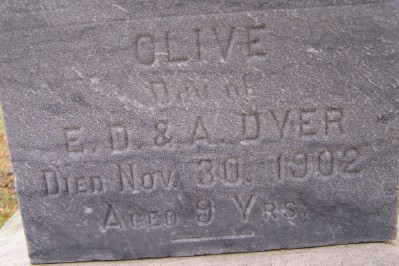 OLIVE
Dau of
E. D. & A. DYER
DIED NOV. 30. 1902
AGED 9 YRS.